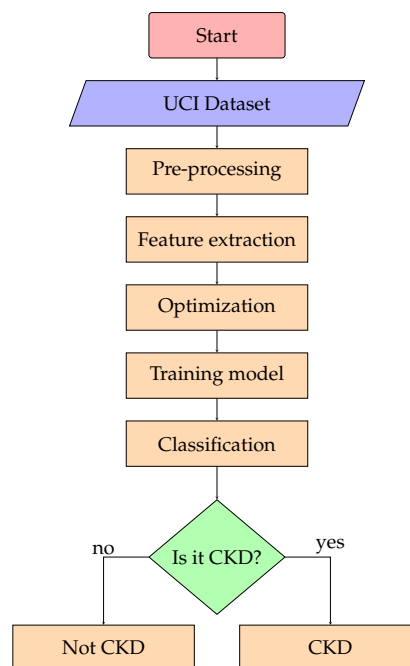 Start
UCI Dataset
Pre-processing
Feature extraction
Optimization
Training model
Classification
Is it CKD?
no
yes
Not CKD
CKD